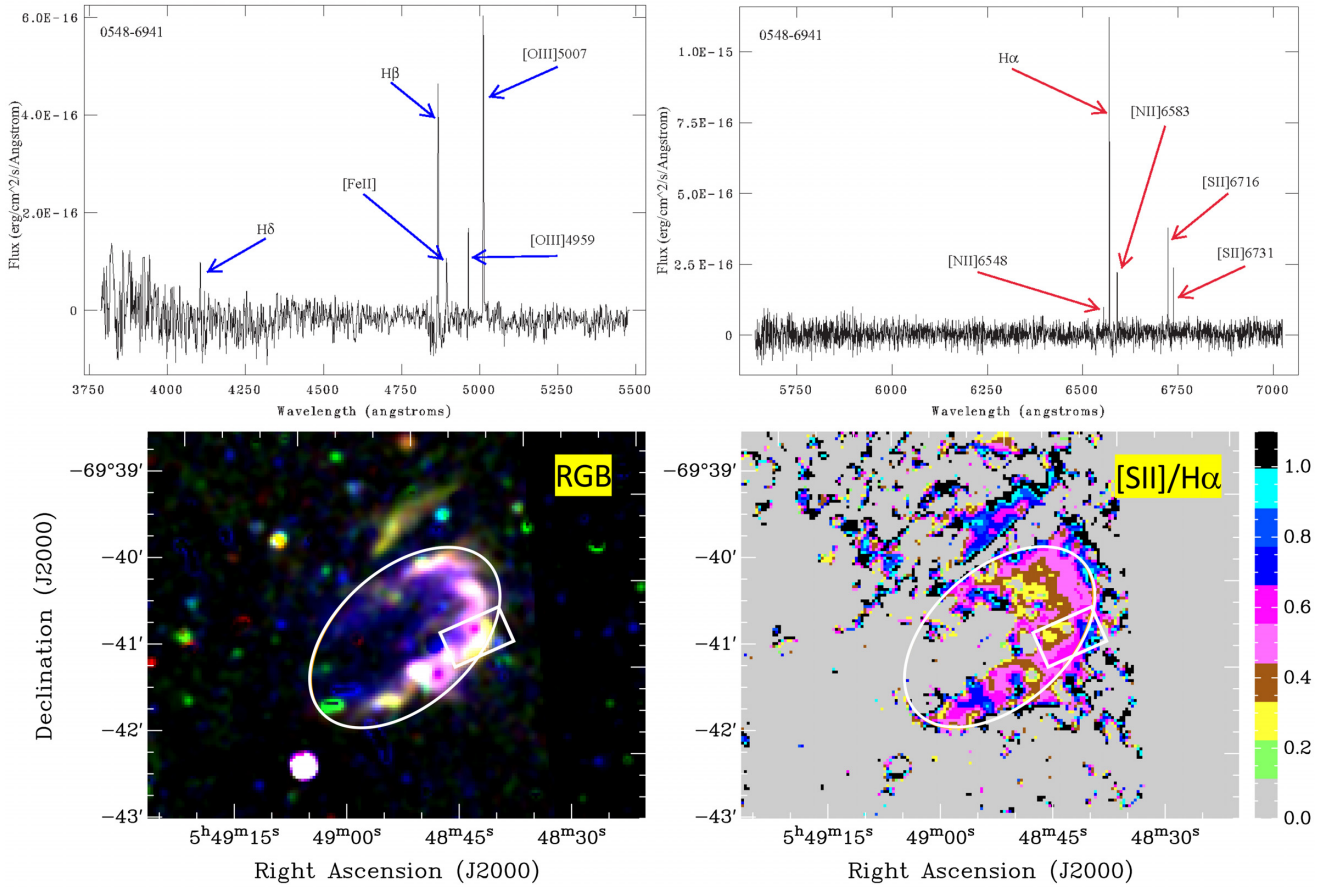 0548-6941
6.0E-16
4.0E-16
2.0E-16
0
Flux (erg/cm^2/s/Angstrom)
Hβ
[OIII]5007
[FeII]
[OIII]4959
Hδ
3750 4000 4250 4500 4750 5000 5250 5500
Wavelength (angstroms)
0548-6941
1.0E-15
7.5E-16
5.0E-16
2.5E-16
0
Flux (erg/cm^2/s/Angstrom)
Hα
[NII]6583
[SII]6716
[NII]6548
[SII]6731
5750 6000 6250 6500 6750 7000
Wavelength (angstroms)
RGB
−69°39′
−40′
−41′
−42′
−43′
Declination (J2000)
5ʰ49ᵐ15ˢ 49ᵐ00ˢ 48ᵐ45ˢ 48ᵐ30ˢ
Right Ascension (J2000)
[SII]/Hα
−69°39′
−40′
−41′
−42′
−43′
5ʰ49ᵐ15ˢ 49ᵐ00ˢ 48ᵐ45ˢ 48ᵐ30ˢ
Right Ascension (J2000)
1.0
0.8
0.6
0.4
0.2
0.0